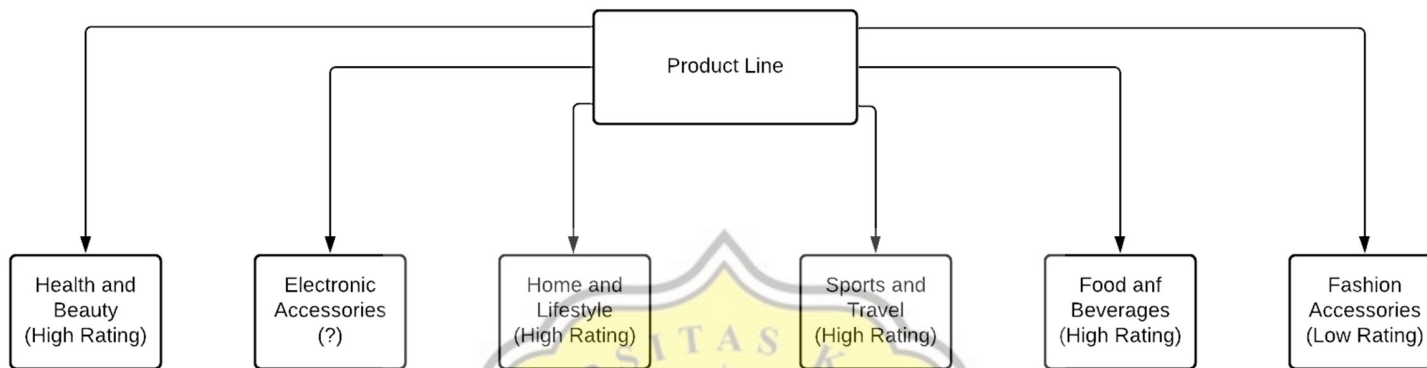 Product Line
Health and
Beauty
(High Rating)
Electronic
Accessories
(?)
Home and
Lifestyle
(High Rating)
Sports and
Travel
(High Rating)
Food anf
Beverages
(High Rating)
Fashion
Accessories
(Low Rating)
SITAS K